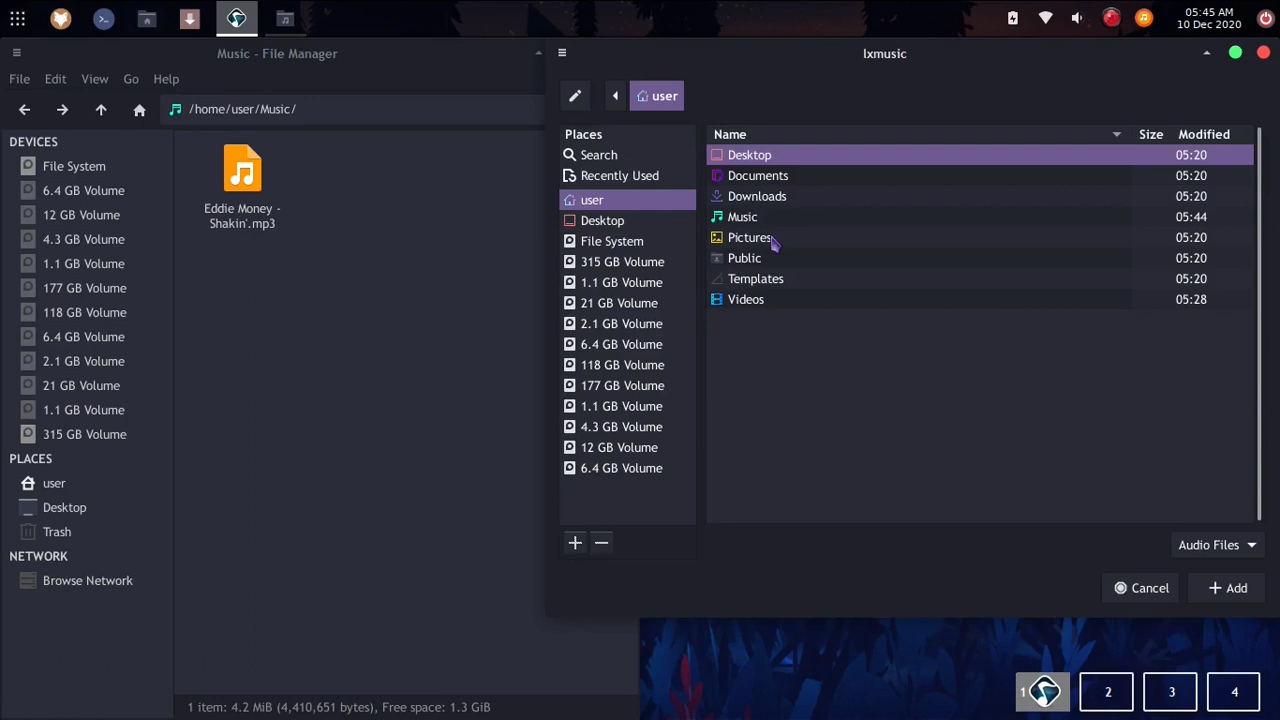 05:45 AM
10 Dec 2020
Music - File Manager
File Edit View Go Help
/home/user/Music/
DEVICES
File System
6.4 GB Volume
12 GB Volume
4.3 GB Volume
1.1 GB Volume
177 GB Volume
118 GB Volume
6.4 GB Volume
2.1 GB Volume
21 GB Volume
1.1 GB Volume
315 GB Volume
PLACES
user
Desktop
Trash
NETWORK
Browse Network
Eddie Money -
Shakin'.mp3
1 item: 4.2 MiB (4,410,651 bytes), Free space: 1.3 GiB
lxmusic
user
Places
Search
Recently Used
user
Desktop
File System
315 GB Volume
1.1 GB Volume
21 GB Volume
2.1 GB Volume
6.4 GB Volume
118 GB Volume
177 GB Volume
1.1 GB Volume
4.3 GB Volume
12 GB Volume
6.4 GB Volume
Name Size Modified
Desktop 05:20
Documents 05:20
Downloads 05:20
Music 05:44
Pictures 05:20
Public 05:20
Templates 05:20
Videos 05:28
Audio Files
Cancel Add
1 2 3 4